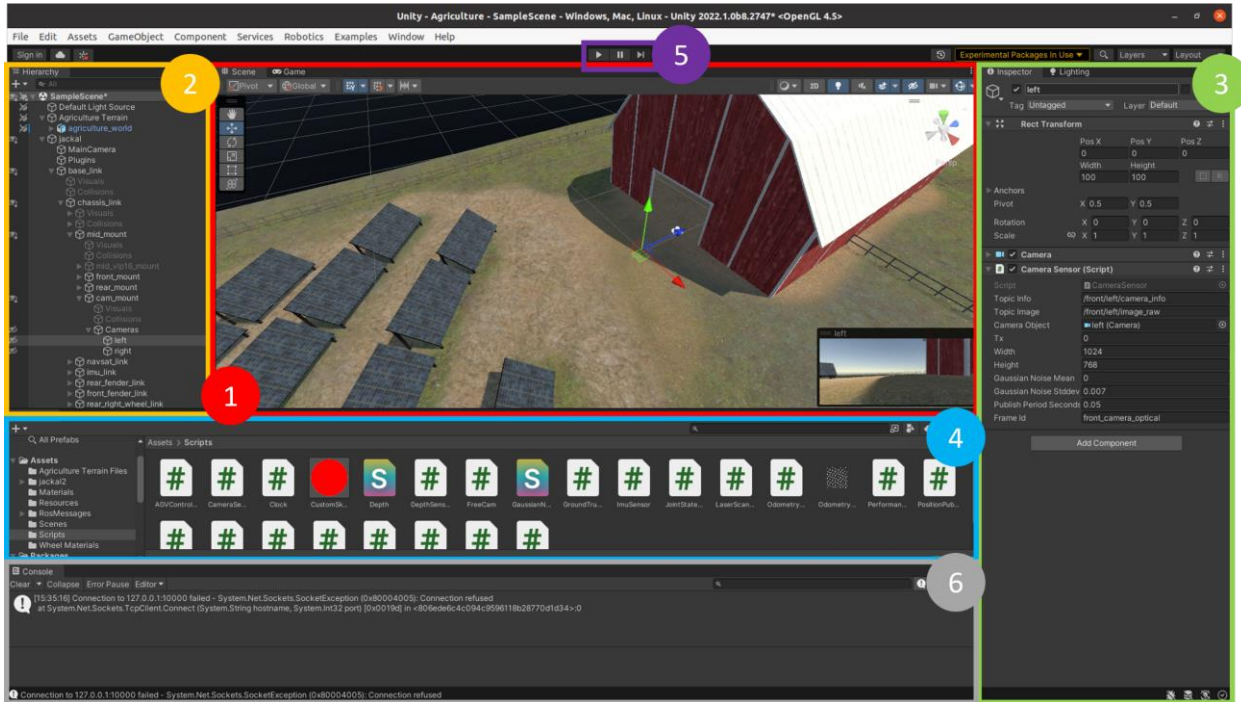 Unity - Agriculture - SampleScene - Windows, Mac, Linux - Unity 2022.1.0b8.2747* <OpenGL 4.5>
File Edit Assets GameObject Component Services Robotics Examples Window Help
Sign in
5
Experimental Packages In Use
Layers
Layout
Hierarchy
All
2
SampleScene*
Default Light Source
Agriculture Terrain
agriculture_world
jackal
MainCamera
Plugins
base_link
Visuals
Collisions
chassis_link
Visuals
Collisions
mid_mount
Visuals
Collisions
mid_vlp16_mount
front_mount
rear_mount
cam_mount
Visuals
Collisions
Cameras
left
right
navsat_link
imu_link
rear_fender_link
front_fender_link
rear_right_wheel_link
Scene Game
Pivot Global
2D
Persp
left
1
Inspector Lighting
3
left
Tag Untagged Layer Default
Rect Transform
Pos X Pos Y Pos Z
0 0 0
Width Height
100 100
R
Anchors
Pivot X 0.5 Y 0.5
Rotation X 0 Y 0 Z 0
Scale X 1 Y 1 Z 1
Camera
# Camera Sensor (Script)
Script CameraSensor
Topic Info /front/left/camera_info
Topic Image /front/left/image_raw
Camera Object left (Camera)
Tx 0
Width 1024
Height 768
Gaussian Noise Mean 0
Gaussian Noise Stddev 0.007
Publish Period Seconds 0.05
Frame Id front_camera_optical
Add Component
4
All Prefabs
Assets > Scripts
Assets
Agriculture Terrain Files
jackal2
Materials
Resources
RosMessages
Scenes
Scripts
Wheel Materials
Packages
# # # S # # S # # # # # # #
AGVControl... CameraSe... Clock CustomSk... Depth DepthSens... FreeCam GaussianN... GroundTru... ImuSensor JointState... LaserScan... Odometry... Odometry... Performan... PositionPub...
# # # # # # # #
Console
Clear Collapse Error Pause Editor
6
[15:35:16] Connection to 127.0.0.1:10000 failed - System.Net.Sockets.SocketException (0x80004005): Connection refused
at System.Net.Sockets.TcpClient.Connect (System.String hostname, System.Int32 port) [0x0019d] in <806ede6c4c094c9596118b28770d1d34>:0
Connection to 127.0.0.1:10000 failed - System.Net.Sockets.SocketException (0x80004005): Connection refused